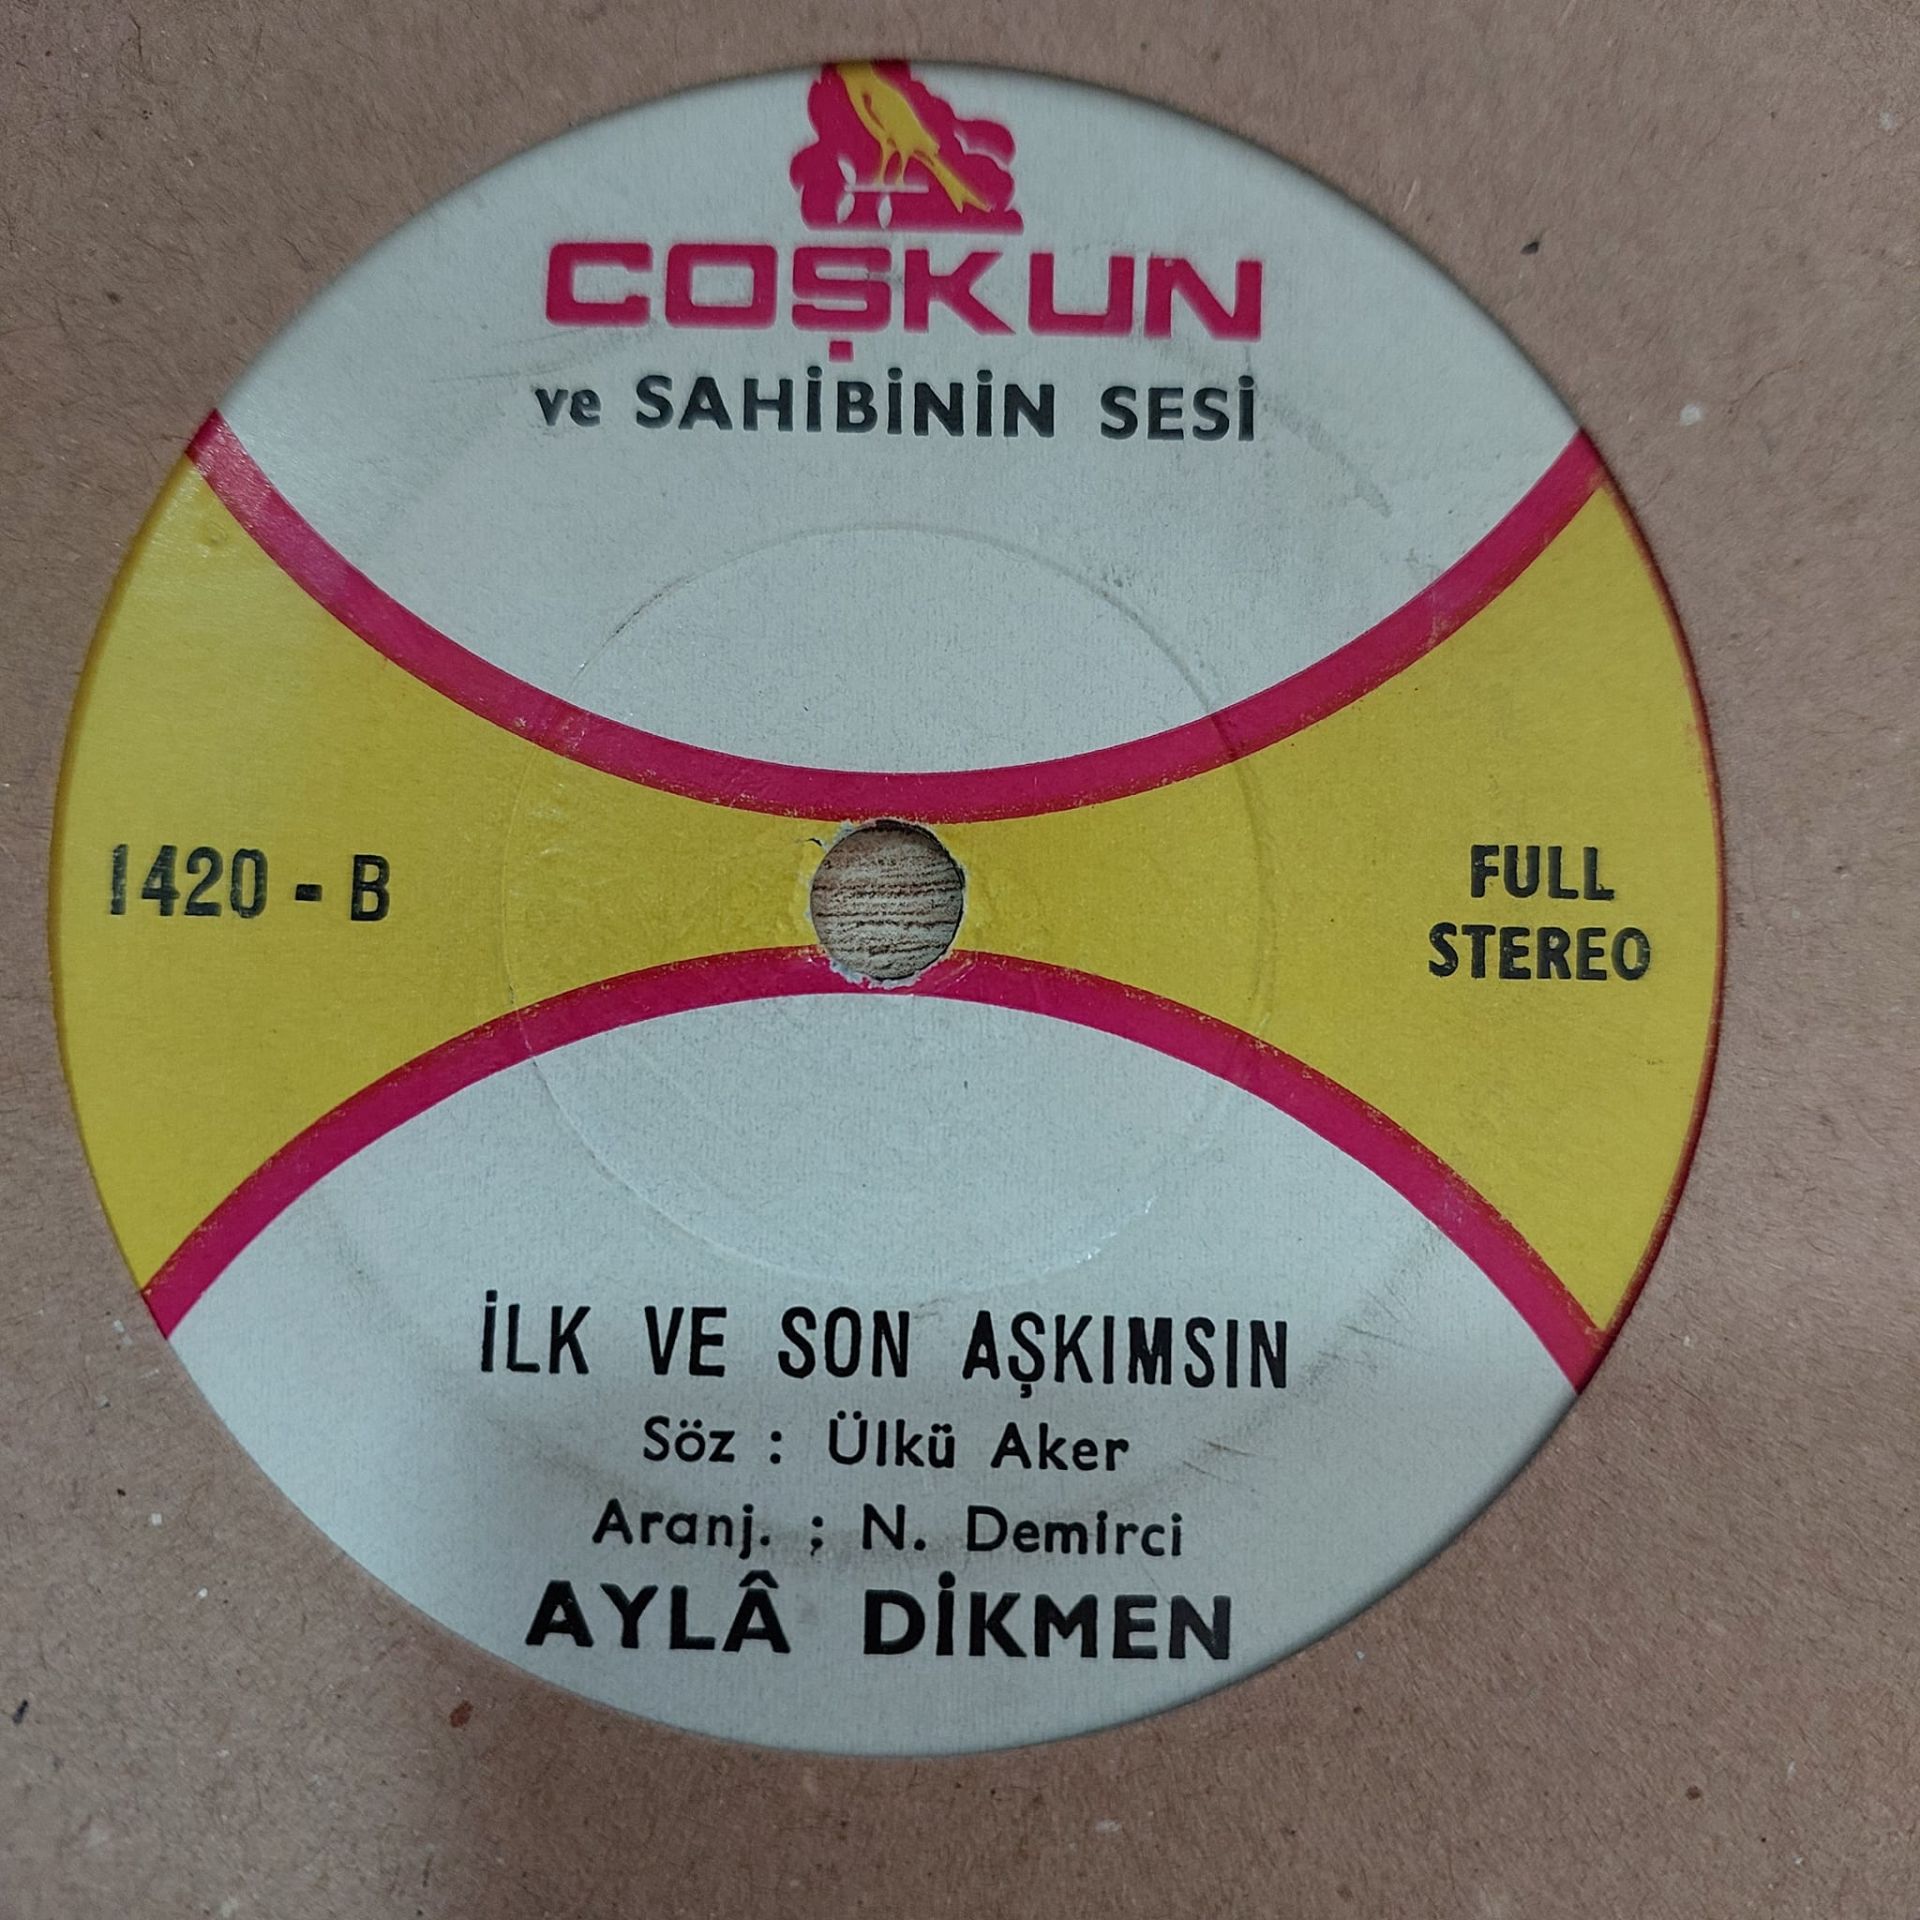 COŞKUN
ve SAHİBİNİN SESİ
1420 - B
FULL
STEREO
İLK VE SON AŞKIMSIN
Söz : Ülkü Aker
Aranj. ; N. Demirci
AYLÂ DİKMEN